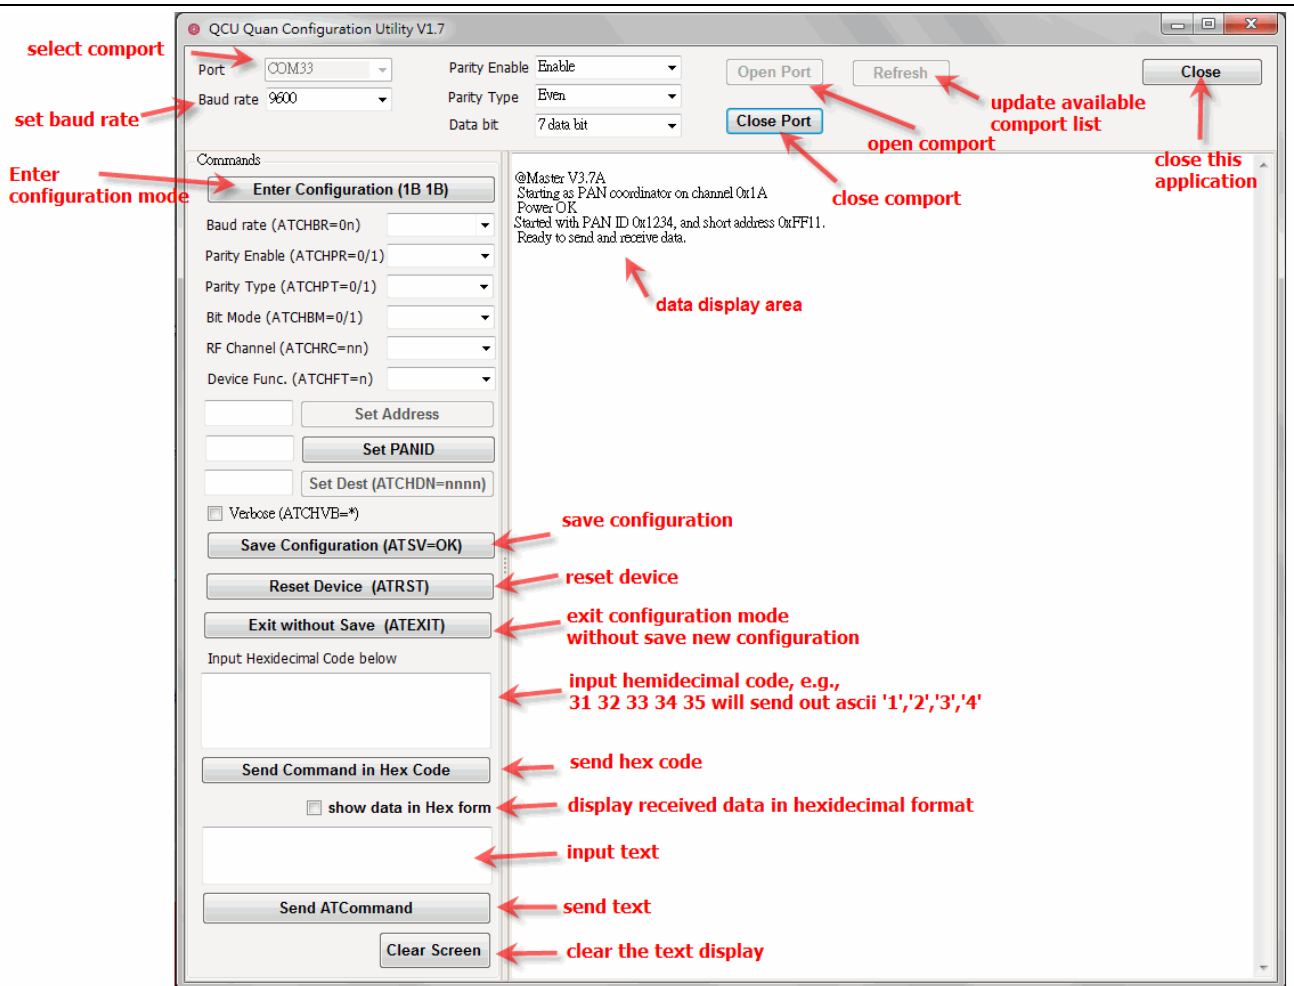 QCU Quan Configuration Utility V1.7
select comport
Port COM33
Parity Enable Enable
Open Port
Refresh
Close
Baud rate 9600
Parity Type Even
update available
comport list
set baud rate
Data bit 7 data bit
Close Port
open comport
Commands
close this
application
Enter
configuration mode
Enter Configuration (1B 1B)
close comport
@Master V3.7A
Starting as PAN coordinator on channel 0x1A
Power OK
Started with PAN ID 0x1234, and short address 0xFF11.
Ready to send and receive data.
data display area
Baud rate (ATCHBR=0n)
Parity Enable (ATCHPR=0/1)
Parity Type (ATCHPT=0/1)
Bit Mode (ATCHBM=0/1)
RF Channel (ATCHRC=nn)
Device Func. (ATCHFT=n)
Set Address
Set PANID
Set Dest (ATCHDN=nnnn)
Verbose (ATCHVB=*)
save configuration
Save Configuration (ATSV=OK)
reset device
Reset Device (ATRST)
exit configuration mode
without save new configuration
Exit without Save (ATEXIT)
Input Hexidecimal Code below
input hemidecimal code, e.g.,
31 32 33 34 35 will send out ascii '1','2','3','4'
Send Command in Hex Code
send hex code
show data in Hex form
display received data in hexidecimal format
input text
Send ATCommand
send text
Clear Screen
clear the text display